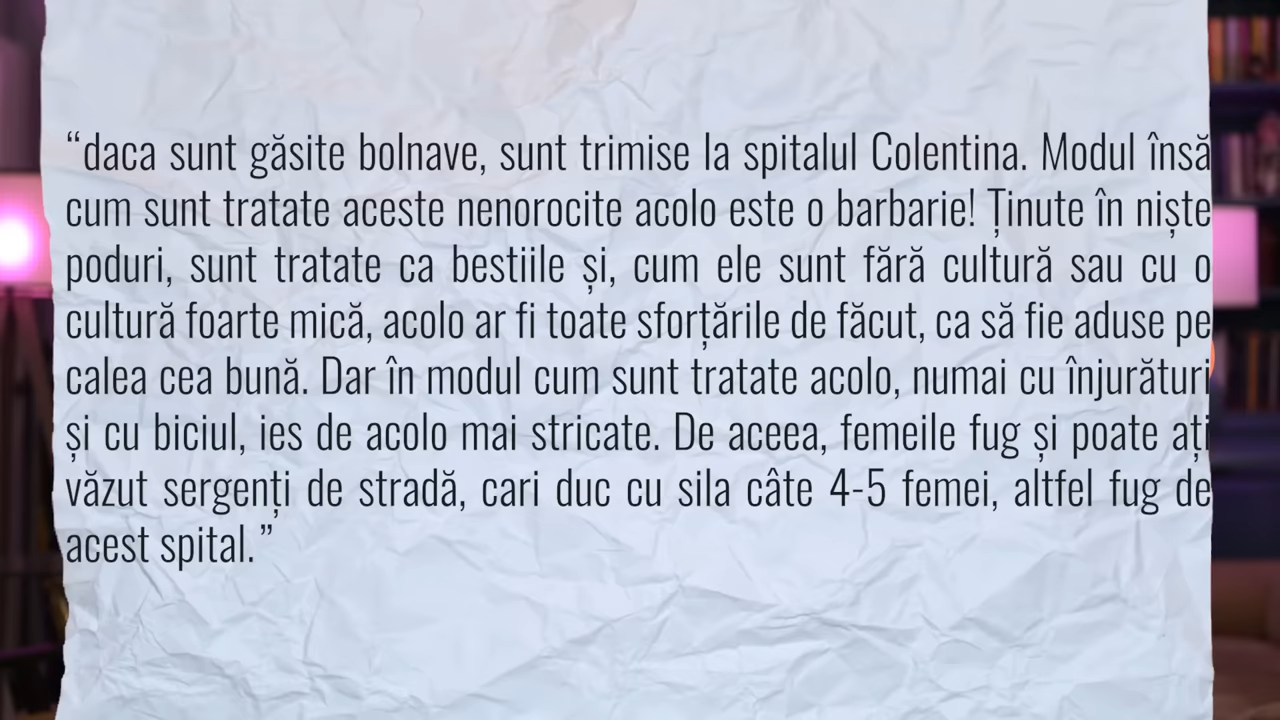 “daca sunt găsite bolnave, sunt trimise la spitalul Colentina. Modul însă
cum sunt tratate aceste nenorocite acolo este o barbarie! Ținute în niște
poduri, sunt tratate ca bestiile și, cum ele sunt fără cultură sau cu o
cultură foarte mică, acolo ar fi toate sforțările de făcut, ca să fie aduse pe
calea cea bună. Dar în modul cum sunt tratate acolo, numai cu înjurături
și cu biciul, ies de acolo mai stricate. De aceea, femeile fug și poate ați
văzut sergenți de stradă, cari duc cu sila câte 4-5 femei, altfel fug de
acest spital.”